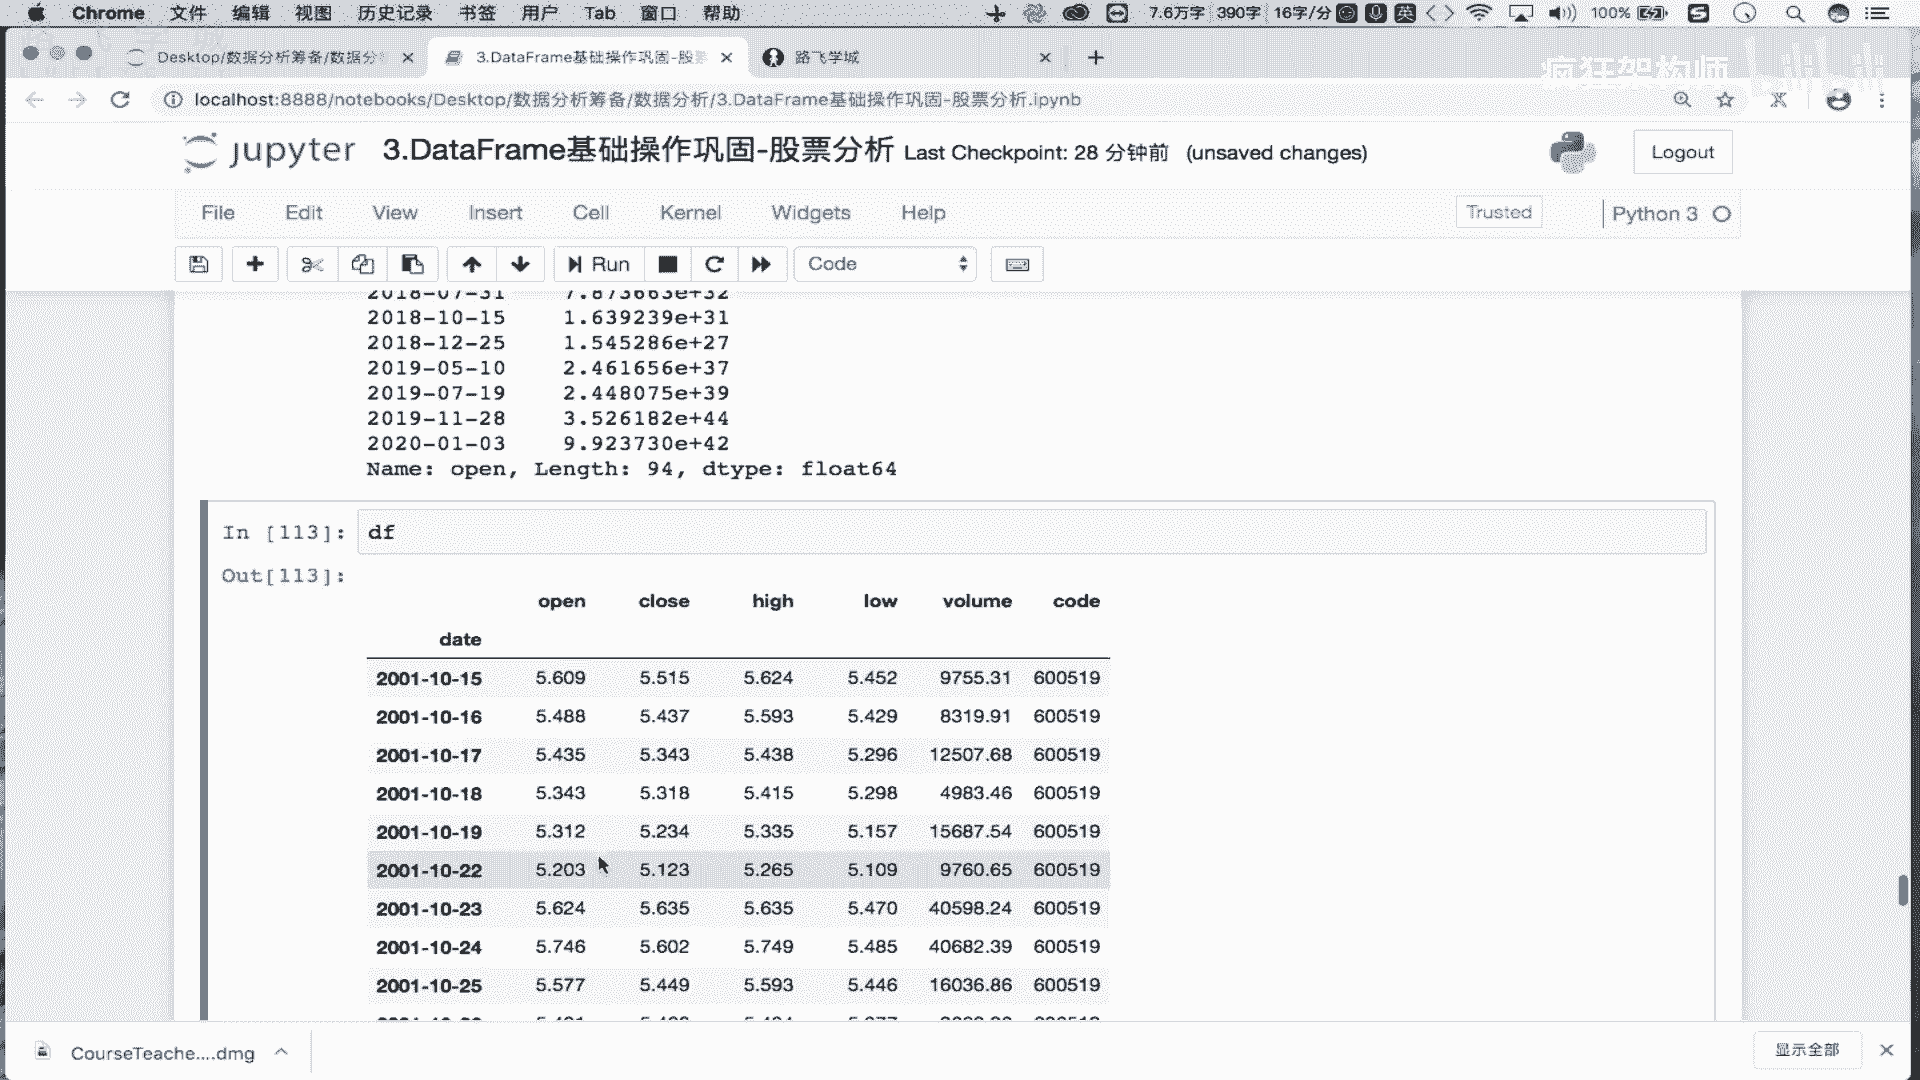 Chrome 文件 编辑 视图 历史记录 书签 用户 Tab 窗口 帮助 7.6万字 390字 16字/分 英 100%
Desktop/数据分析筹备/数据分 3.DataFrame基础操作巩固-股票 路飞学城
疯狂架构师 bilibili
localhost:8888/notebooks/Desktop/数据分析筹备/数据分析/3.DataFrame基础操作巩固-股票分析.ipynb
jupyter 3.DataFrame基础操作巩固-股票分析 Last Checkpoint: 28 分钟前 (unsaved changes) Logout
File Edit View Insert Cell Kernel Widgets Help Trusted Python 3
Run Code
2018-07-31 7.873663e+32
2018-10-15 1.639239e+31
2018-12-25 1.545286e+27
2019-05-10 2.461656e+37
2019-07-19 2.448075e+39
2019-11-28 3.526182e+44
2020-01-03 9.923730e+42
Name: open, Length: 94, dtype: float64
In [113]: df
Out[113]:
open close high low volume code
date
2001-10-15 5.609 5.515 5.624 5.452 9755.31 600519
2001-10-16 5.488 5.437 5.593 5.429 8319.91 600519
2001-10-17 5.435 5.343 5.438 5.296 12507.68 600519
2001-10-18 5.343 5.318 5.415 5.298 4983.46 600519
2001-10-19 5.312 5.234 5.335 5.157 15687.54 600519
2001-10-22 5.203 5.123 5.265 5.109 9760.65 600519
2001-10-23 5.624 5.635 5.635 5.470 40598.24 600519
2001-10-24 5.746 5.602 5.749 5.485 40682.39 600519
2001-10-25 5.577 5.449 5.593 5.446 16036.86 600519
CourseTeache....dmg 显示全部